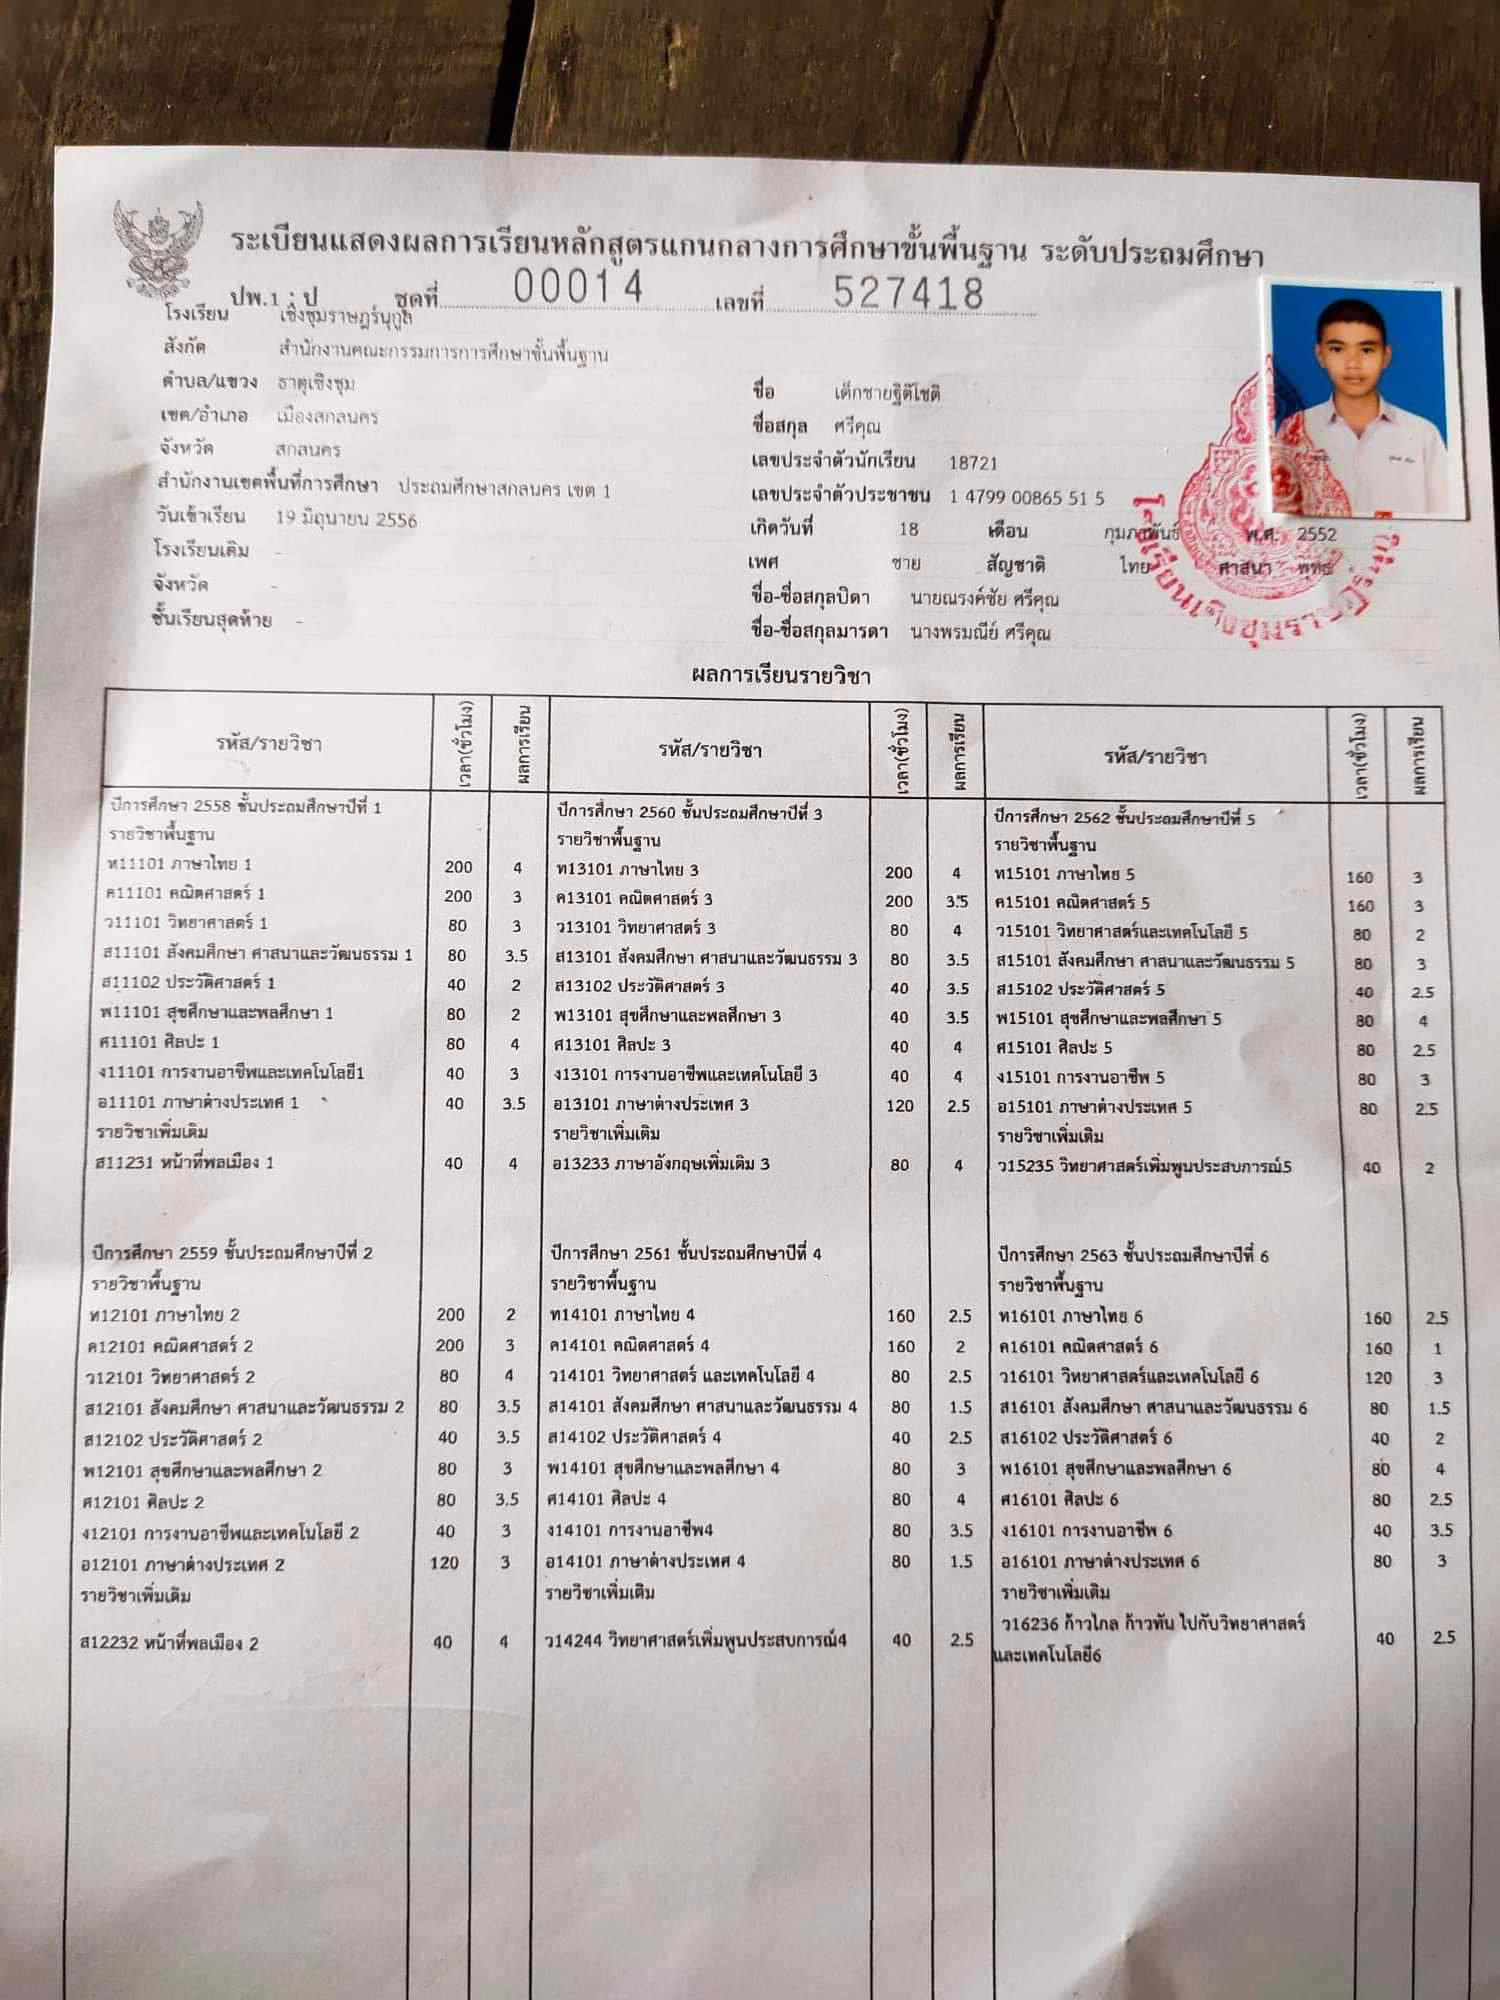 ระเบียนแสดงผลการเรียนหลักสูตรแกนกลางการศึกษาขั้นพื้นฐาน ระดับประถมศึกษา
ปพ.1 : ป ชุดที่ 00014 เลขที่ 527418
โรงเรียน เชิงชุมราษฎร์นุกูล
สังกัด สำนักงานคณะกรรมการการศึกษาขั้นพื้นฐาน
ตำบล/แขวง ธาตุเชิงชุม
เขต/อำเภอ เมืองสกลนคร
จังหวัด สกลนคร
สำนักงานเขตพื้นที่การศึกษา ประถมศึกษาสกลนคร เขต 1
วันเข้าเรียน 19 มิถุนายน 2556
โรงเรียนเดิม -
จังหวัด -
ชั้นเรียนสุดท้าย -
ชื่อ เด็กชายฐิติโชติ
ชื่อสกุล ศรีคุณ
เลขประจำตัวนักเรียน 18721
เลขประจำตัวประชาชน 1 4799 00865 51 5
เกิดวันที่ 18 เดือน กุมภาพันธ์ พ.ศ. 2552
เพศ ชาย สัญชาติ ไทย ศาสนา พุทธ
ชื่อ-ชื่อสกุลบิดา นายณรงค์ชัย ศรีคุณ
ชื่อ-ชื่อสกุลมารดา นางพรมณีย์ ศรีคุณ
โรงเรียนเชิงชุมราษฎร์นุกูล
ผลการเรียนรายวิชา
รหัส/รายวิชา เวลา(ชั่วโมง) ผลการเรียน รหัส/รายวิชา เวลา(ชั่วโมง) ผลการเรียน รหัส/รายวิชา เวลา(ชั่วโมง) ผลการเรียน
ปีการศึกษา 2558 ชั้นประถมศึกษาปีที่ 1
รายวิชาพื้นฐาน
ท11101 ภาษาไทย 1 200 4
ค11101 คณิตศาสตร์ 1 200 3
ว11101 วิทยาศาสตร์ 1 80 3
ส11101 สังคมศึกษา ศาสนาและวัฒนธรรม 1 80 3.5
ส11102 ประวัติศาสตร์ 1 40 2
พ11101 สุขศึกษาและพลศึกษา 1 80 2
ศ11101 ศิลปะ 1 80 4
ง11101 การงานอาชีพและเทคโนโลยี1 40 3
อ11101 ภาษาต่างประเทศ 1 40 3.5
รายวิชาเพิ่มเติม
ส11231 หน้าที่พลเมือง 1 40 4
ปีการศึกษา 2559 ชั้นประถมศึกษาปีที่ 2
รายวิชาพื้นฐาน
ท12101 ภาษาไทย 2 200 2
ค12101 คณิตศาสตร์ 2 200 3
ว12101 วิทยาศาสตร์ 2 80 4
ส12101 สังคมศึกษา ศาสนาและวัฒนธรรม 2 80 3.5
ส12102 ประวัติศาสตร์ 2 40 3.5
พ12101 สุขศึกษาและพลศึกษา 2 80 3
ศ12101 ศิลปะ 2 80 3.5
ง12101 การงานอาชีพและเทคโนโลยี 2 40 3
อ12101 ภาษาต่างประเทศ 2 120 3
รายวิชาเพิ่มเติม
ส12232 หน้าที่พลเมือง 2 40 4
ปีการศึกษา 2560 ชั้นประถมศึกษาปีที่ 3
รายวิชาพื้นฐาน
ท13101 ภาษาไทย 3 200 4
ค13101 คณิตศาสตร์ 3 200 3.5
ว13101 วิทยาศาสตร์ 3 80 4
ส13101 สังคมศึกษา ศาสนาและวัฒนธรรม 3 80 3.5
ส13102 ประวัติศาสตร์ 3 40 3.5
พ13101 สุขศึกษาและพลศึกษา 3 40 3.5
ศ13101 ศิลปะ 3 40 4
ง13101 การงานอาชีพและเทคโนโลยี 3 40 4
อ13101 ภาษาต่างประเทศ 3 120 2.5
รายวิชาเพิ่มเติม
อ13233 ภาษาอังกฤษเพิ่มเติม 3 80 4
ปีการศึกษา 2561 ชั้นประถมศึกษาปีที่ 4
รายวิชาพื้นฐาน
ท14101 ภาษาไทย 4 160 2.5
ค14101 คณิตศาสตร์ 4 160 2
ว14101 วิทยาศาสตร์ และเทคโนโลยี 4 80 2.5
ส14101 สังคมศึกษา ศาสนาและวัฒนธรรม 4 80 1.5
ส14102 ประวัติศาสตร์ 4 40 2.5
พ14101 สุขศึกษาและพลศึกษา 4 80 3
ศ14101 ศิลปะ 4 80 4
ง14101 การงานอาชีพ4 80 3.5
อ14101 ภาษาต่างประเทศ 4 80 1.5
รายวิชาเพิ่มเติม
ว14244 วิทยาศาสตร์เพิ่มพูนประสบการณ์4 40 2.5
ปีการศึกษา 2562 ชั้นประถมศึกษาปีที่ 5
รายวิชาพื้นฐาน
ท15101 ภาษาไทย 5 160 3
ค15101 คณิตศาสตร์ 5 160 3
ว15101 วิทยาศาสตร์และเทคโนโลยี 5 80 2
ส15101 สังคมศึกษา ศาสนาและวัฒนธรรม 5 80 3
ส15102 ประวัติศาสตร์ 5 40 2.5
พ15101 สุขศึกษาและพลศึกษา 5 80 4
ศ15101 ศิลปะ 5 80 2.5
ง15101 การงานอาชีพ 5 80 3
อ15101 ภาษาต่างประเทศ 5 80 2.5
รายวิชาเพิ่มเติม
ว15235 วิทยาศาสตร์เพิ่มพูนประสบการณ์5 40 2
ปีการศึกษา 2563 ชั้นประถมศึกษาปีที่ 6
รายวิชาพื้นฐาน
ท16101 ภาษาไทย 6 160 2.5
ค16101 คณิตศาสตร์ 6 160 1
ว16101 วิทยาศาสตร์และเทคโนโลยี 6 120 3
ส16101 สังคมศึกษา ศาสนาและวัฒนธรรม 6 80 1.5
ส16102 ประวัติศาสตร์ 6 40 2
พ16101 สุขศึกษาและพลศึกษา 6 80 4
ศ16101 ศิลปะ 6 80 2.5
ง16101 การงานอาชีพ 6 40 3.5
อ16101 ภาษาต่างประเทศ 6 80 3
รายวิชาเพิ่มเติม
ว16236 ก้าวไกล ก้าวทัน ไปกับวิทยาศาสตร์
และเทคโนโลยี6 40 2.5